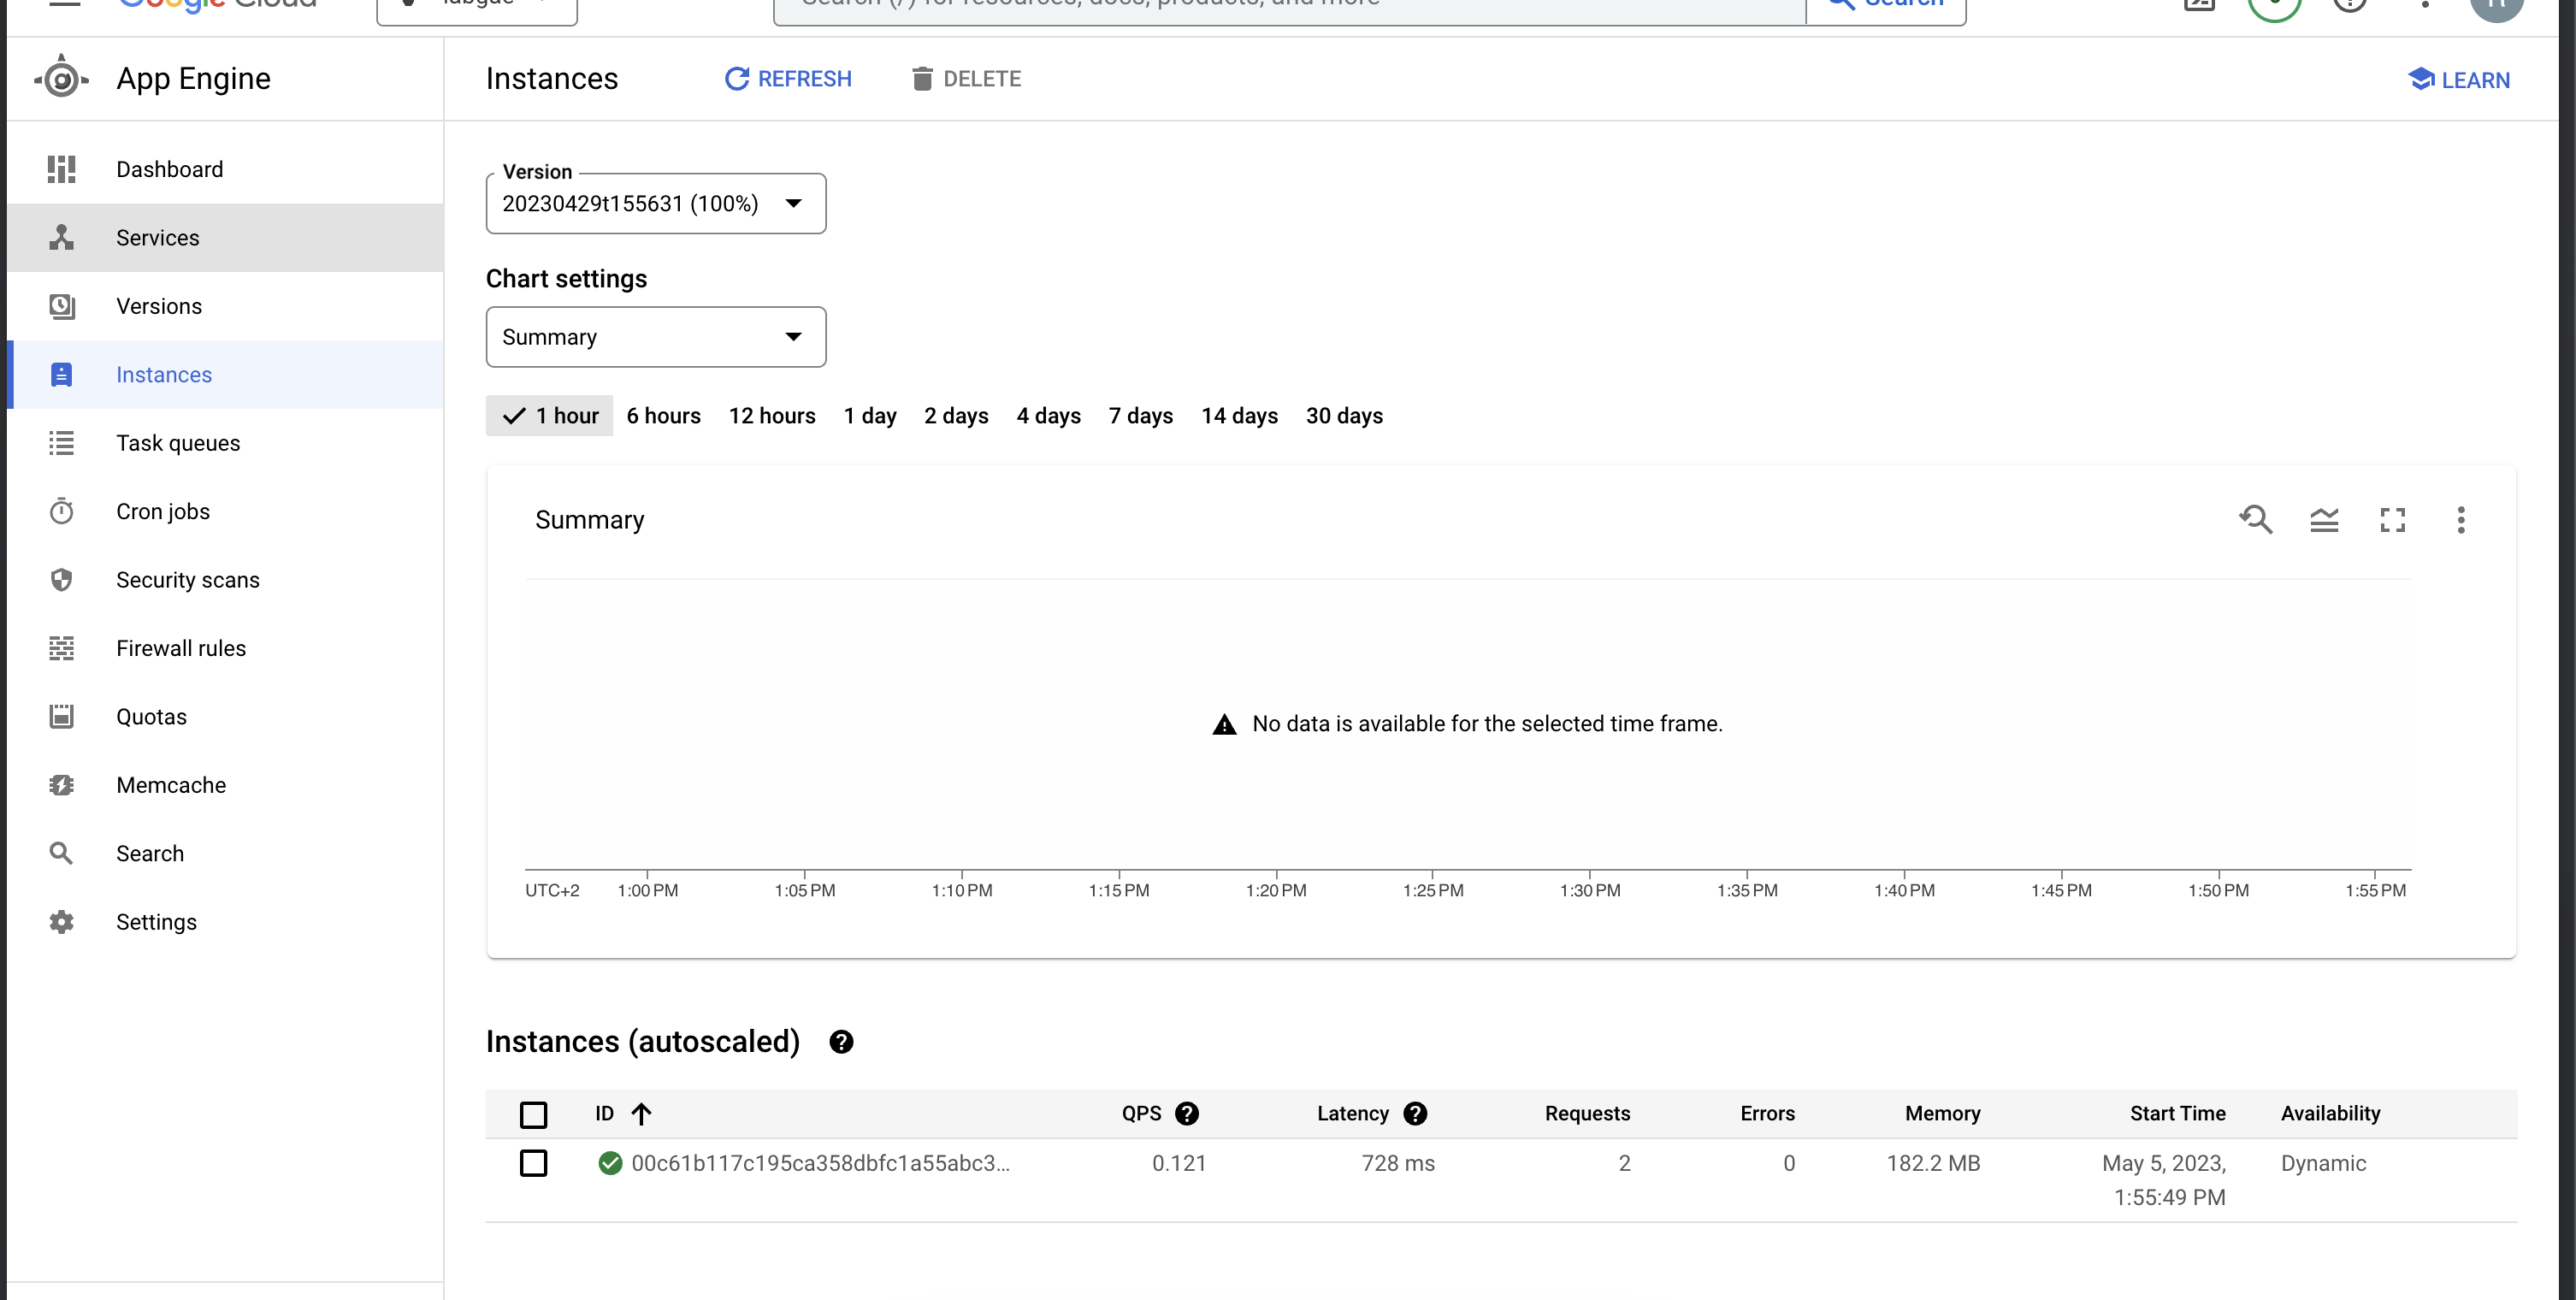 Google Cloud
labgae
Search (/) for resources, docs, products, and more
Search
App Engine
Instances
REFRESH
DELETE
LEARN
Dashboard
Services
Versions
Instances
Task queues
Cron jobs
Security scans
Firewall rules
Quotas
Memcache
Search
Settings
Version
20230429t155631 (100%)
Chart settings
Summary
1 hour 6 hours 12 hours 1 day 2 days 4 days 7 days 14 days 30 days
Summary
No data is available for the selected time frame.
UTC+2 1:00 PM 1:05 PM 1:10 PM 1:15 PM 1:20 PM 1:25 PM 1:30 PM 1:35 PM 1:40 PM 1:45 PM 1:50 PM 1:55 PM
Instances (autoscaled)
ID QPS Latency Requests Errors Memory Start Time Availability
00c61b117c195ca358dbfc1a55abc3... 0.121 728 ms 2 0 182.2 MB May 5, 2023, Dynamic
1:55:49 PM